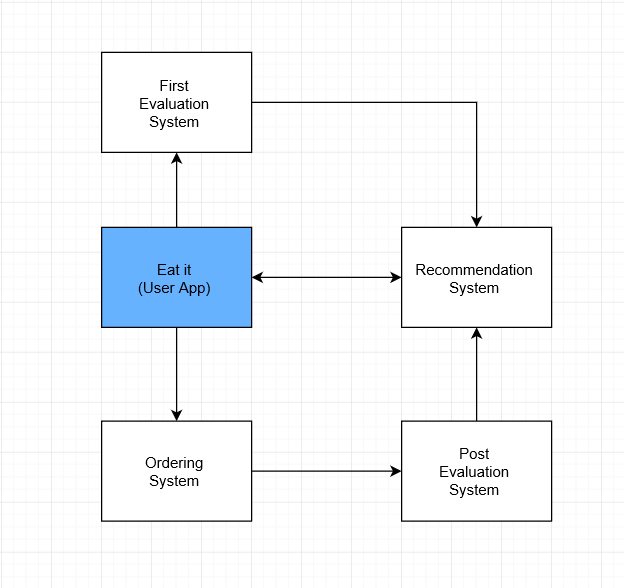 First
Evaluation
System
Eat it
(User App)
Recommendation
System
Ordering
System
Post
Evaluation
System